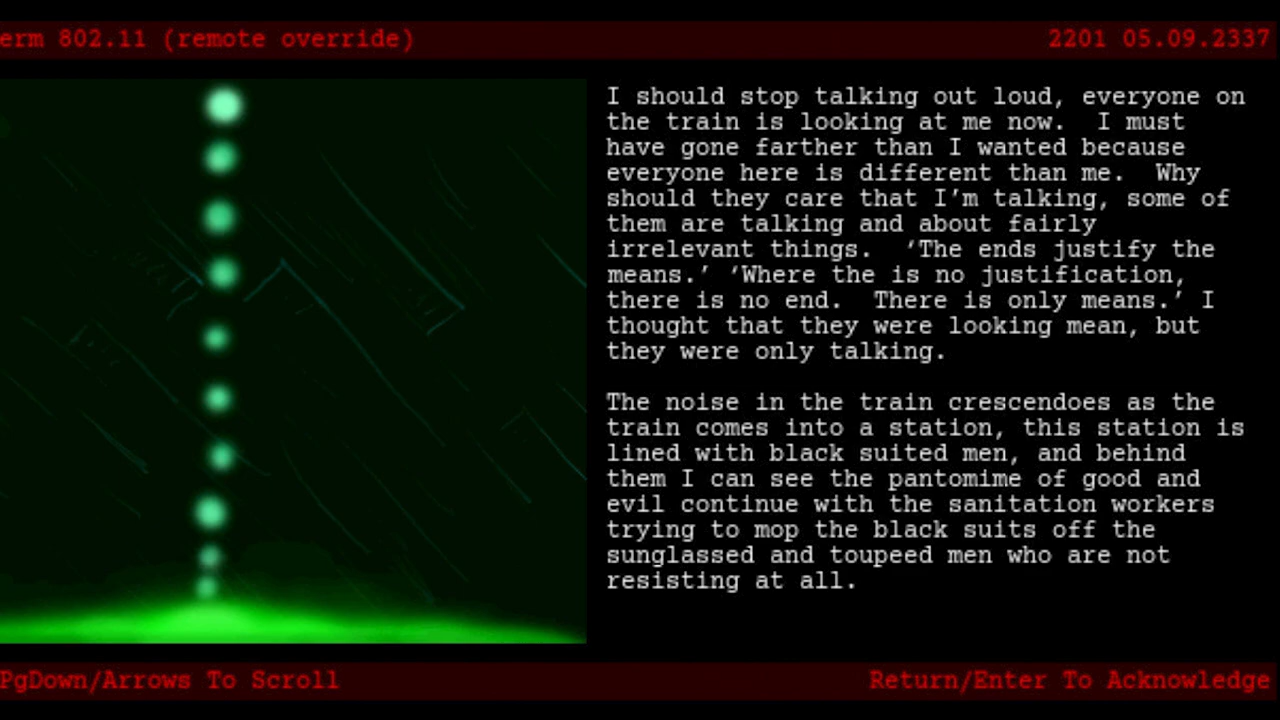 erm 802.11 (remote override)
2201 05.09.2337
I should stop talking out loud, everyone on
the train is looking at me now.  I must
have gone farther than I wanted because
everyone here is different than me.  Why
should they care that I’m talking, some of
them are talking and about fairly
irrelevant things.  ‘The ends justify the
means.’ ‘Where the is no justification,
there is no end.  There is only means.’ I
thought that they were looking mean, but
they were only talking.

The noise in the train crescendoes as the
train comes into a station, this station is
lined with black suited men, and behind
them I can see the pantomime of good and
evil continue with the sanitation workers
trying to mop the black suits off the
sunglassed and toupeed men who are not
resisting at all.
PgDown/Arrows To Scroll
Return/Enter To Acknowledge